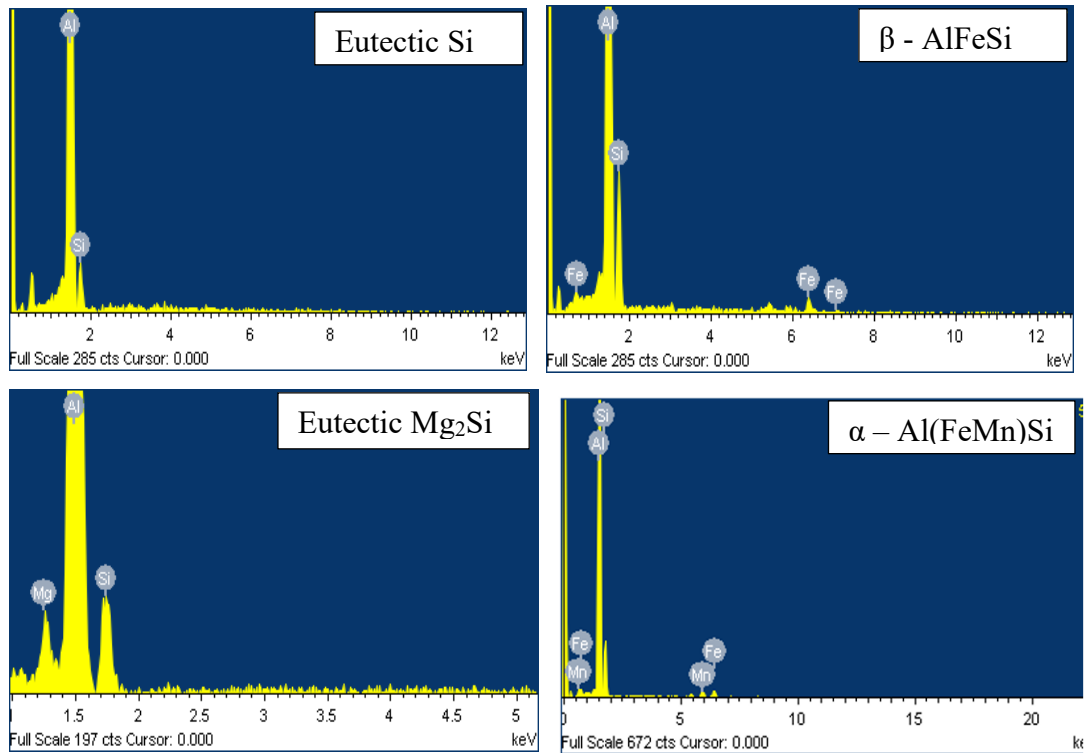 Eutectic Si
Al
Si
2 4 6 8 10 12
Full Scale 285 cts Cursor: 0.000 keV
β - AlFeSi
Al
Si
Fe Fe Fe
2 4 6 8 10 12
Full Scale 285 cts Cursor: 0.000 keV
Eutectic Mg₂Si
Al
Mg Si
1 1.5 2 2.5 3 3.5 4 4.5 5
Full Scale 197 cts Cursor: 0.000 keV
α – Al(FeMn)Si
Si
Al
Fe Fe
Mn Mn
0 5 10 15 20
Full Scale 672 cts Cursor: 0.000 ke